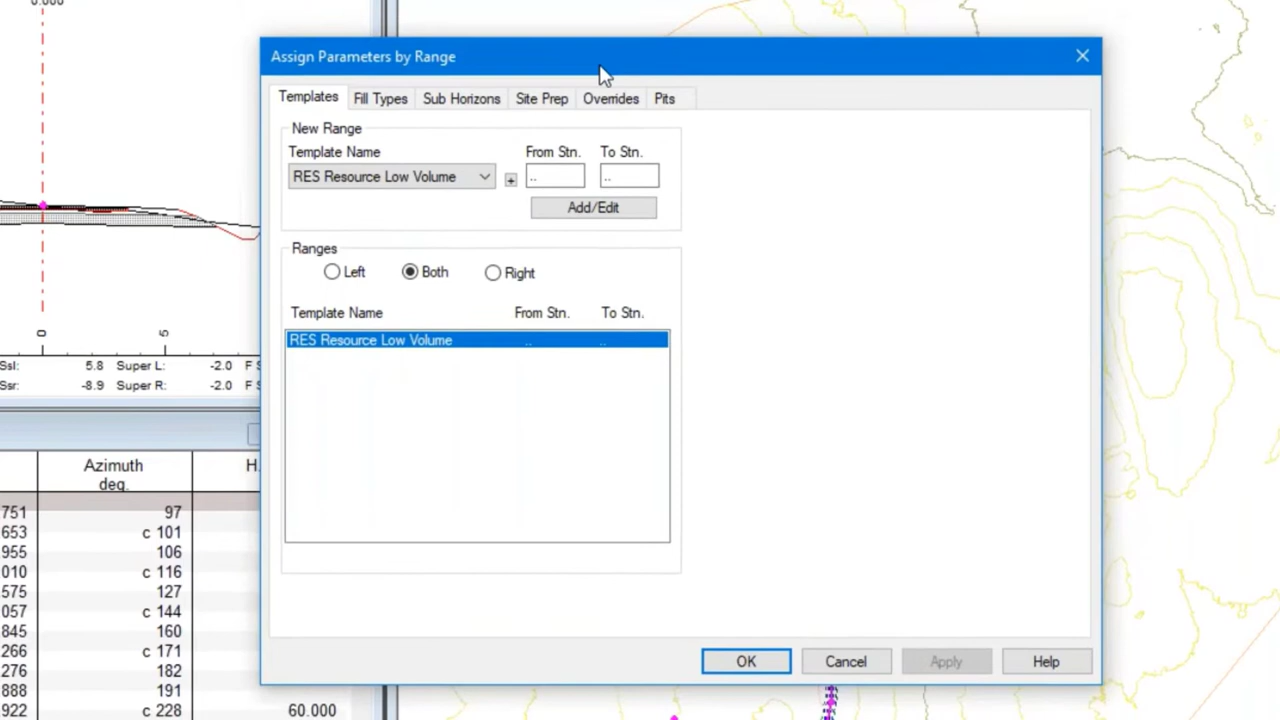 0.000
0
5
Ssl: 5.8 Super L: -2.0 F S
Ssr: -8.9 Super R: -2.0 F S
Azimuth H.
deg.
751 97
653 c 101
955 106
010 c 116
575 127
057 c 144
845 160
266 c 171
276 182
888 191
922 c 228 60.000
Assign Parameters by Range
Templates Fill Types Sub Horizons Site Prep Overrides Pits
New Range
Template Name From Stn. To Stn.
RES Resource Low Volume + .. ..
Add/Edit
Ranges
Left Both Right
Template Name From Stn. To Stn.
RES Resource Low Volume .. ..
OK Cancel Apply Help